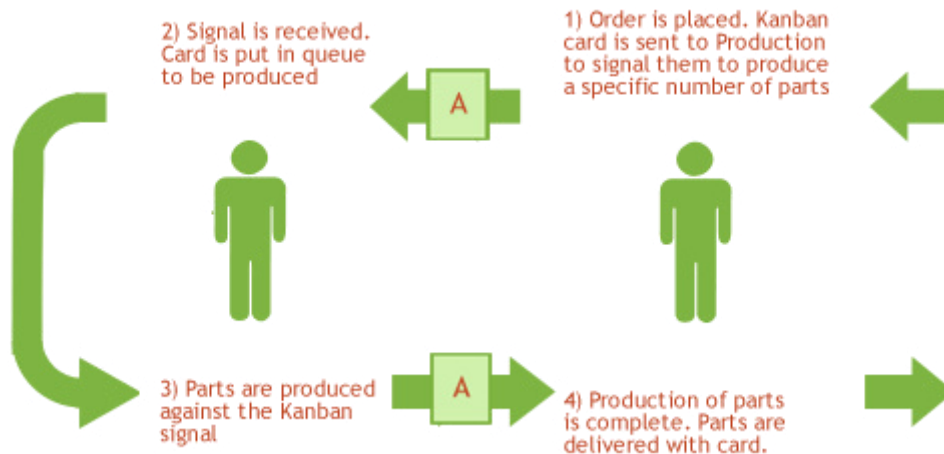 1) Order is placed. Kanban
card is sent to Production
to signal them to produce
a specific number of parts
A
2) Signal is received.
Card is put in queue
to be produced
3) Parts are produced
against the Kanban
signal
A
4) Production of parts
is complete. Parts are
delivered with card.